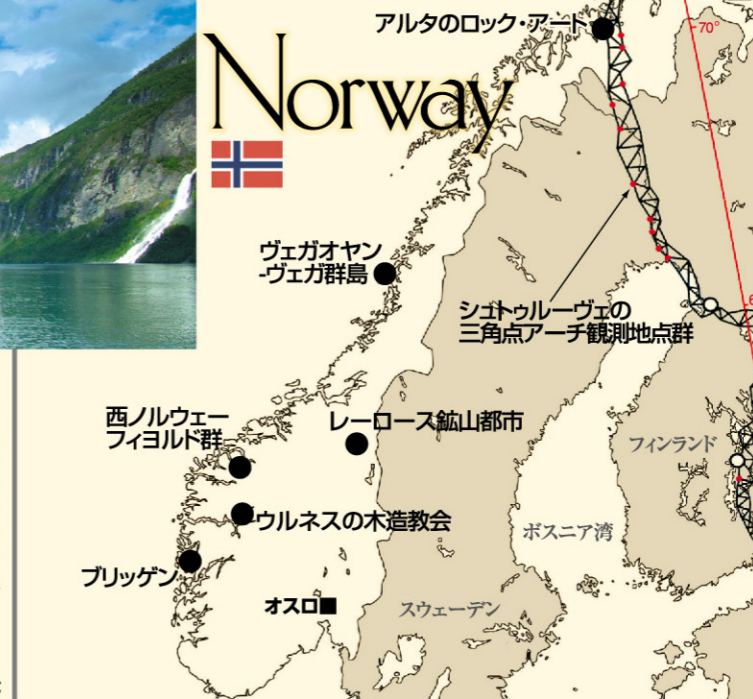 アルタのロック・アート
70°
Norway
ヴェガオヤン
-ヴェガ群島
シュトゥルーヴェの
三角点アーチ観測地点群
西ノルウェー
フィヨルド群
レーロース鉱山都市
フィンランド
ウルネスの木造教会
ボスニア湾
ブリッゲン
オスロ
スウェーデン